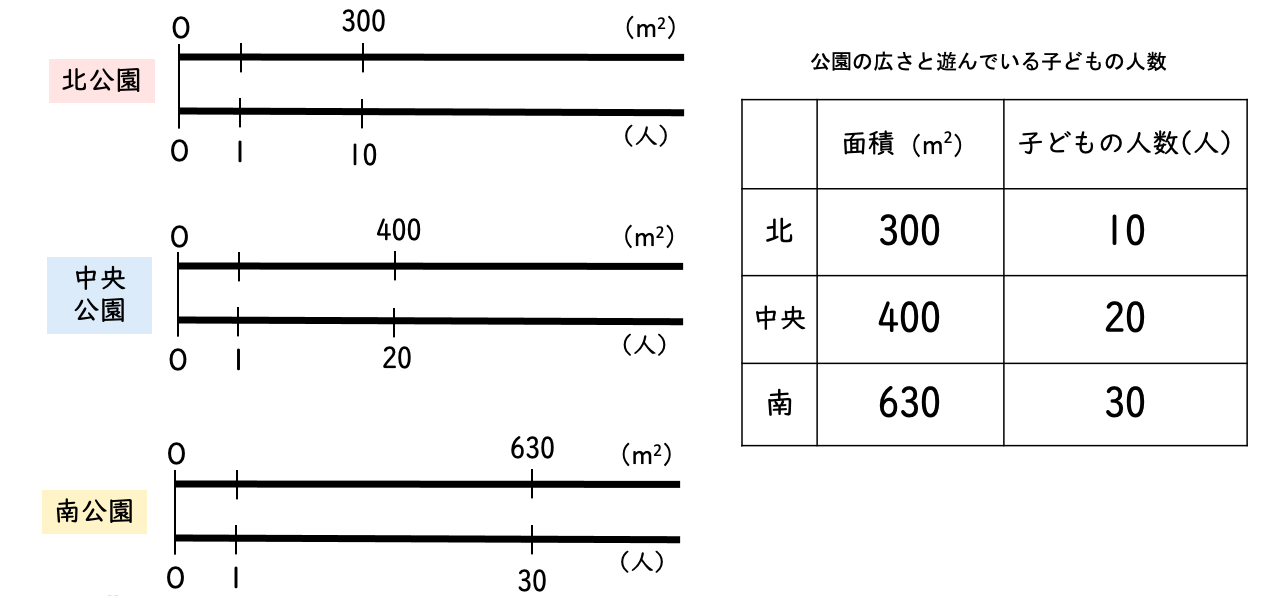 0 300 (m²)
北公園
0 1 10 (人)
0 400 (m²)
中央
公園
0 1 20 (人)
0 630 (m²)
南公園
0 1 30 (人)
公園の広さと遊んでいる子どもの人数
面積 (m²) 子どもの人数(人)
北 300 10
中央 400 20
南 630 30